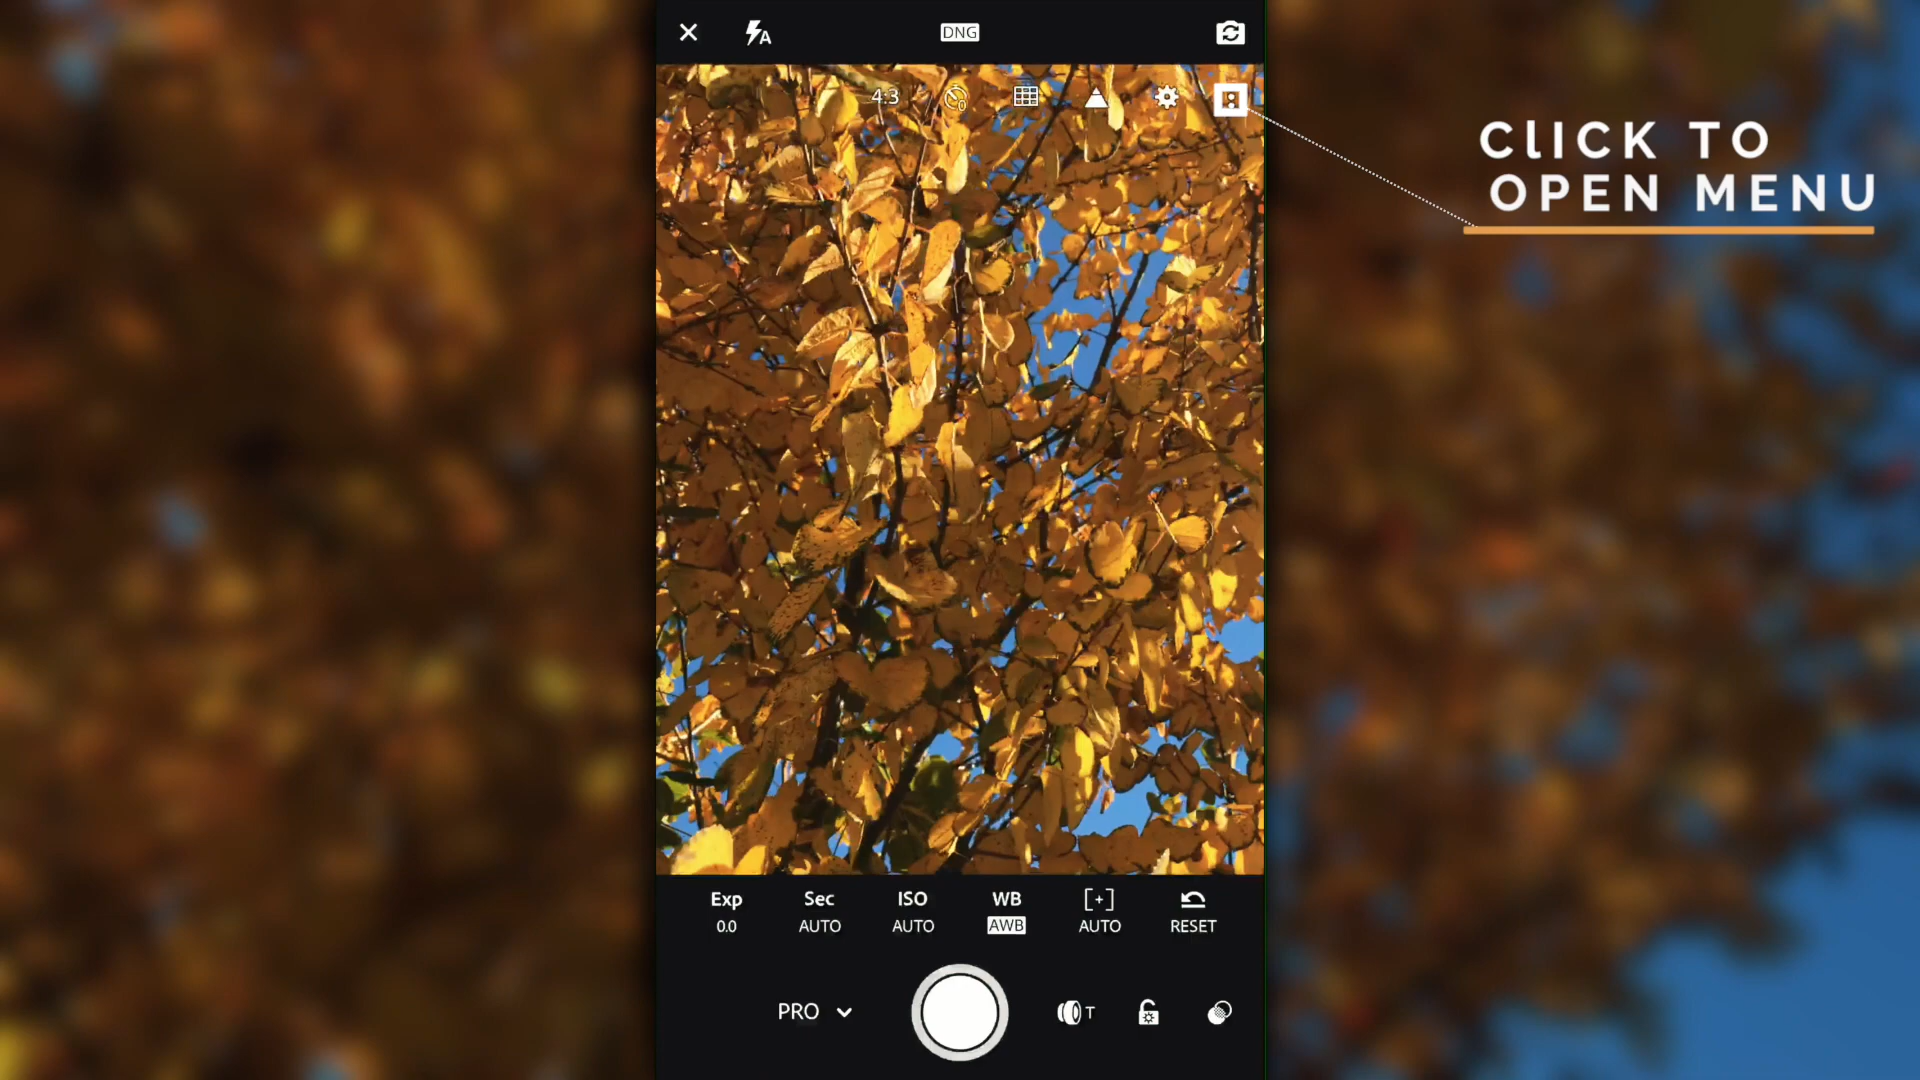 A
DNG
4:3
0
CLICK TO
OPEN MENU
Exp
0.0
Sec
AUTO
ISO
AUTO
WB
AWB
[+]
AUTO
RESET
PRO
T